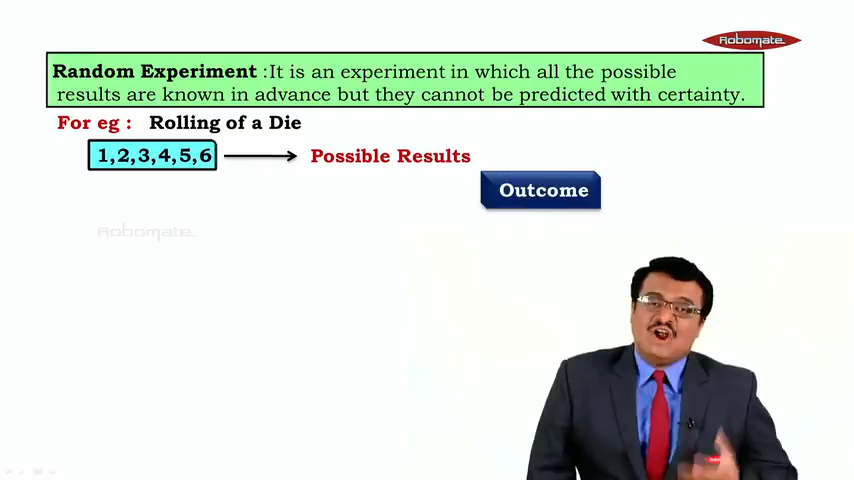 Robomate
Random Experiment :It is an experiment in which all the possible
results are known in advance but they cannot be predicted with certainty.
For eg : Rolling of a Die
1,2,3,4,5,6 Possible Results
Outcome
Robomate